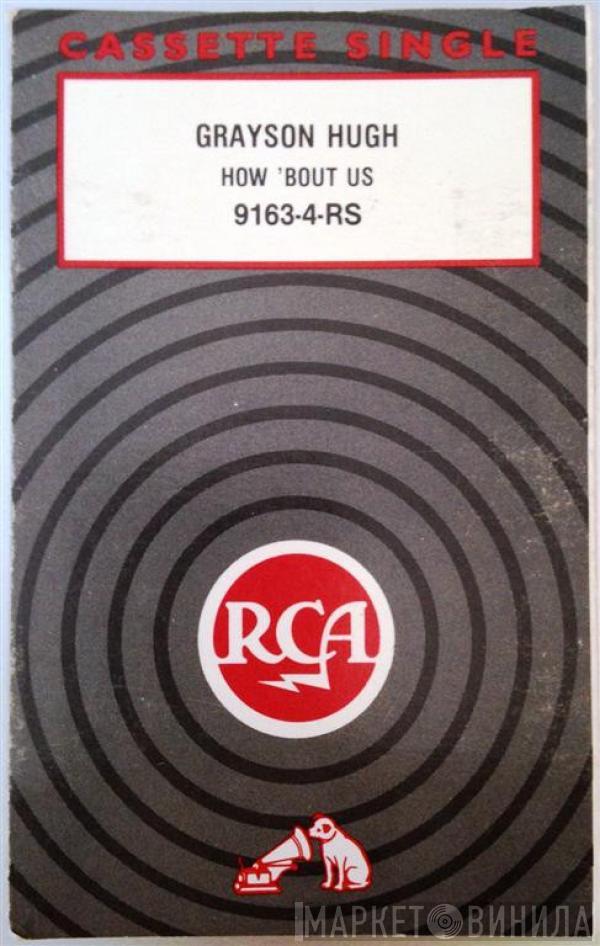 CASSETTE SINGLE
GRAYSON HUGH
HOW 'BOUT US
9163-4-RS
RCA
МАРКЕТ ВИНИЛА